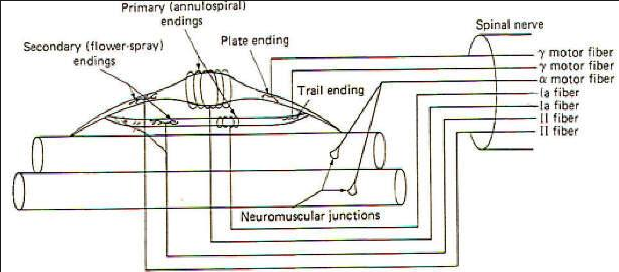 Primary (annulospiral)
endings
Spinal nerve
Secondary (flower-spray)
endings
Plate ending
γ motor fiber
γ motor fiber
α motor fiber
Ia fiber
Ia fiber
II fiber
II fiber
Trail ending
Neuromuscular junctions